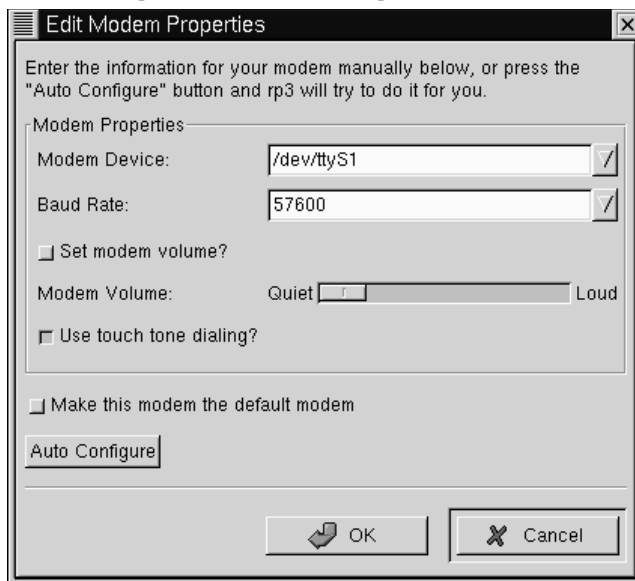 Edit Modem Properties
Enter the information for your modem manually below, or press the
"Auto Configure" button and rp3 will try to do it for you.
Modem Properties
Modem Device: /dev/ttyS1
Baud Rate: 57600
Set modem volume?
Modem Volume: Quiet Loud
Use touch tone dialing?
Make this modem the default modem
Auto Configure
OK Cancel